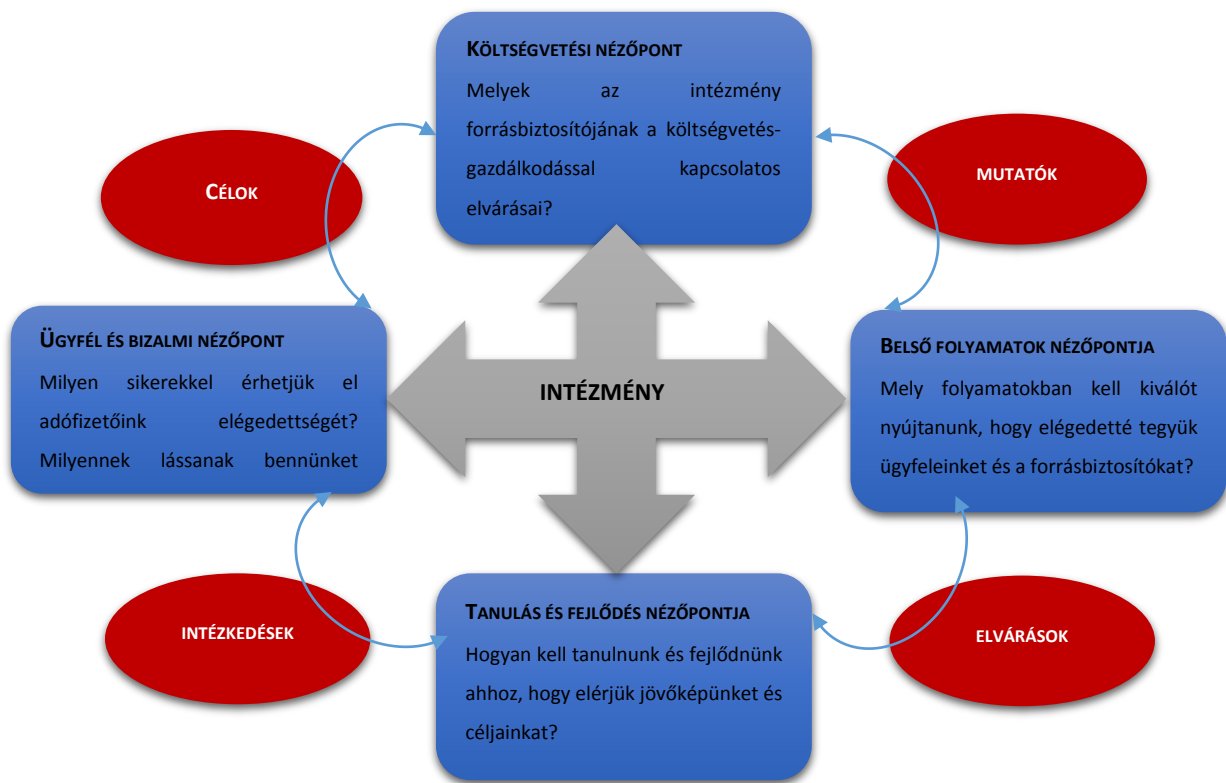 KÖLTSÉGVETÉSI NÉZŐPONT
Melyek az intézmény
forrásbiztosítójának a költségvetés-
gazdálkodással kapcsolatos
elvárásai?
CÉLOK
MUTATÓK
ÜGYFÉL ÉS BIZALMI NÉZŐPONT
Milyen sikerekkel érhetjük el
adófizetőink elégedettségét?
Milyennek lássanak bennünket
INTÉZMÉNY
BELSŐ FOLYAMATOK NÉZŐPONTJA
Mely folyamatokban kell kiválót
nyújtanunk, hogy elégedetté tegyük
ügyfeleinket és a forrásbiztosítókat?
INTÉZKEDÉSEK
TANULÁS ÉS FEJLŐDÉS NÉZŐPONTJA
Hogyan kell tanulnunk és fejlődnünk
ahhoz, hogy elérjük jövőképünket és
céljainkat?
ELVÁRÁSOK